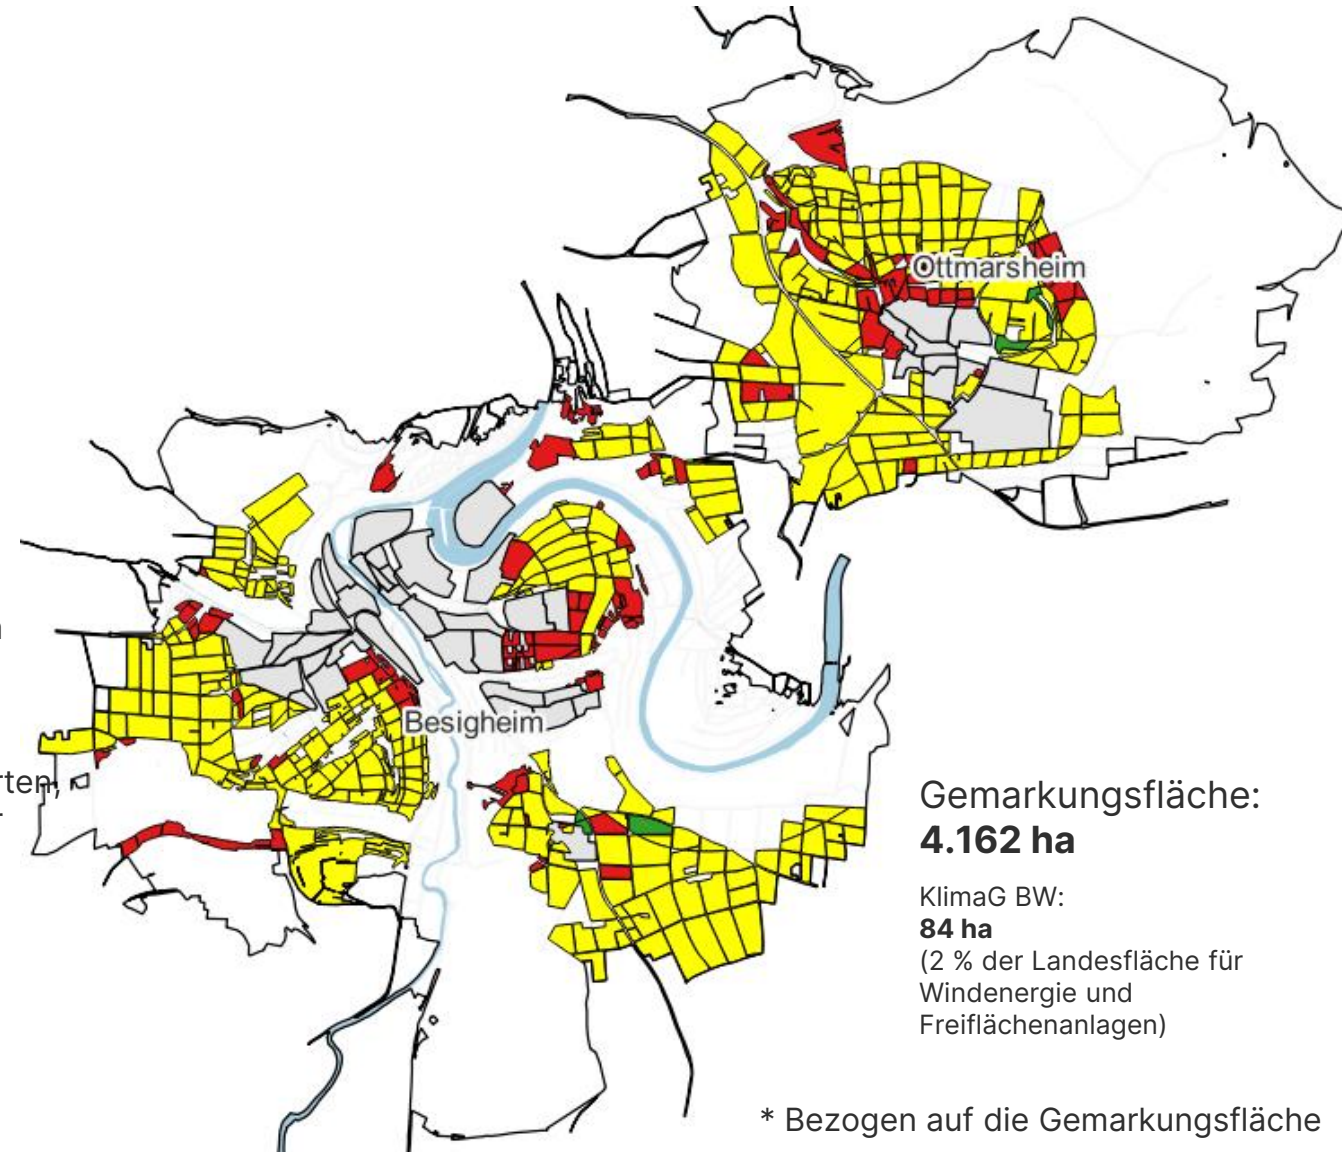 Ottmarsheim
Besigheim
rten,
Gemarkungsfläche:
4.162 ha
KlimaG BW:
84 ha
(2 % der Landesfläche für
Windenergie und
Freiflächenanlagen)
* Bezogen auf die Gemarkungsfläche